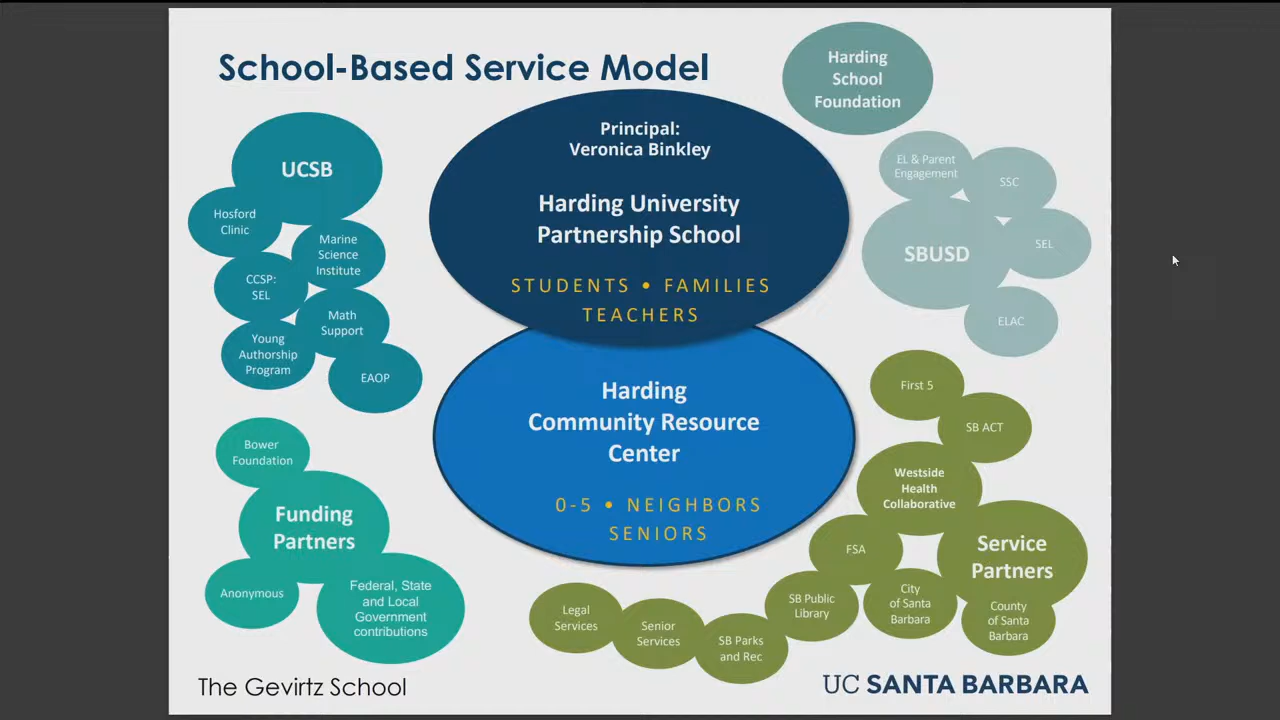 School-Based Service Model
Harding
School
Foundation
Principal:
Veronica Binkley
Harding University
Partnership School
STUDENTS • FAMILIES
TEACHERS
UCSB
Hosford
Clinic
Marine
Science
Institute
CCSP:
SEL
Math
Support
Young
Authorship
Program
EAOP
EL & Parent
Engagement
SSC
SBUSD
SEL
ELAC
Harding
Community Resource
Center
0-5 • NEIGHBORS
SENIORS
Bower
Foundation
Funding
Partners
Anonymous
Federal, State
and Local
Government
contributions
First 5
SB ACT
Westside
Health
Collaborative
Service
Partners
FSA
City
of Santa
Barbara
County
of Santa
Barbara
SB Public
Library
SB Parks
and Rec
Senior
Services
Legal
Services
The Gevirtz School
UC SANTA BARBARA